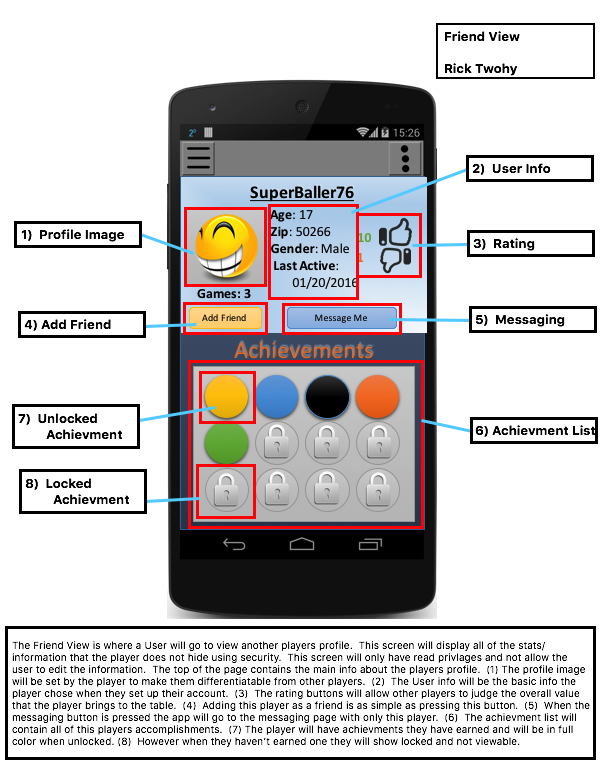 Friend View
Rick Twohy
15:26
SuperBaller76
2) User Info
Age: 17
Zip: 50266
Gender: Male
Last Active:
01/20/2016
1) Profile Image
10
1
3) Rating
Games: 3
4) Add Friend
Add Friend
Message Me
5) Messaging
Achievements
7) Unlocked
Achievment
6) Achievment List
8) Locked
Achievment
The Friend View is where a User will go to view another players profile. This screen will display all of the stats/
information that the player does not hide using security. This screen will only have read privlages and not allow the
user to edit the information. The top of the page contains the main info about the players profile. (1) The profile image
will be set by the player to make them differentiatable from other players. (2) The User info will be the basic info the
player chose when they set up their account. (3) The rating buttons will allow other players to judge the overall value
that the player brings to the table. (4) Adding this player as a friend is as simple as pressing this button. (5) When the
messaging button is pressed the app will go to the messaging page with only this player. (6) The achievment list will
contain all of this players accomplishments. (7) The player will have achievments they have earned and will be in full
color when unlocked. (8) However when they haven't earned one they will show locked and not viewable.